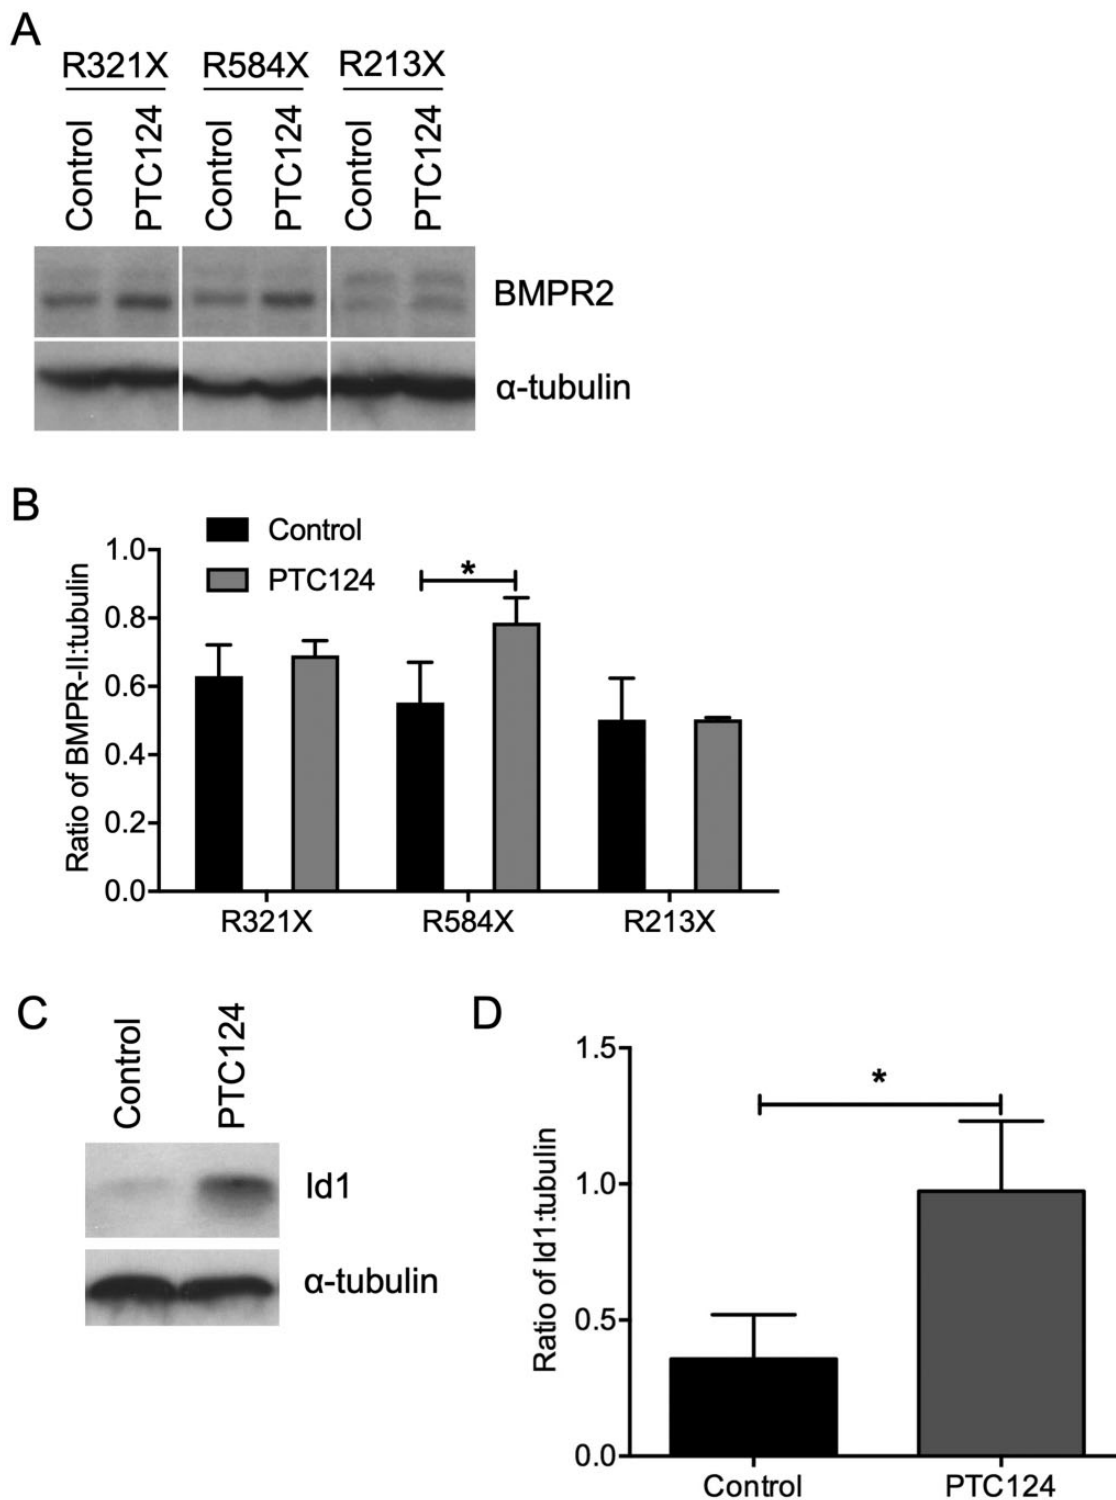 A
R321X R584X R213X
Control PTC124 Control PTC124 Control PTC124
BMPR2
α-tubulin
B
Control
PTC124
*
Ratio of BMPR-II:tubulin
1.0
0.8
0.6
0.4
0.2
0.0
R321X R584X R213X
C
Control PTC124
Id1
α-tubulin
D
*
Ratio of Id1:tubulin
1.5
1.0
0.5
0.0
Control PTC124